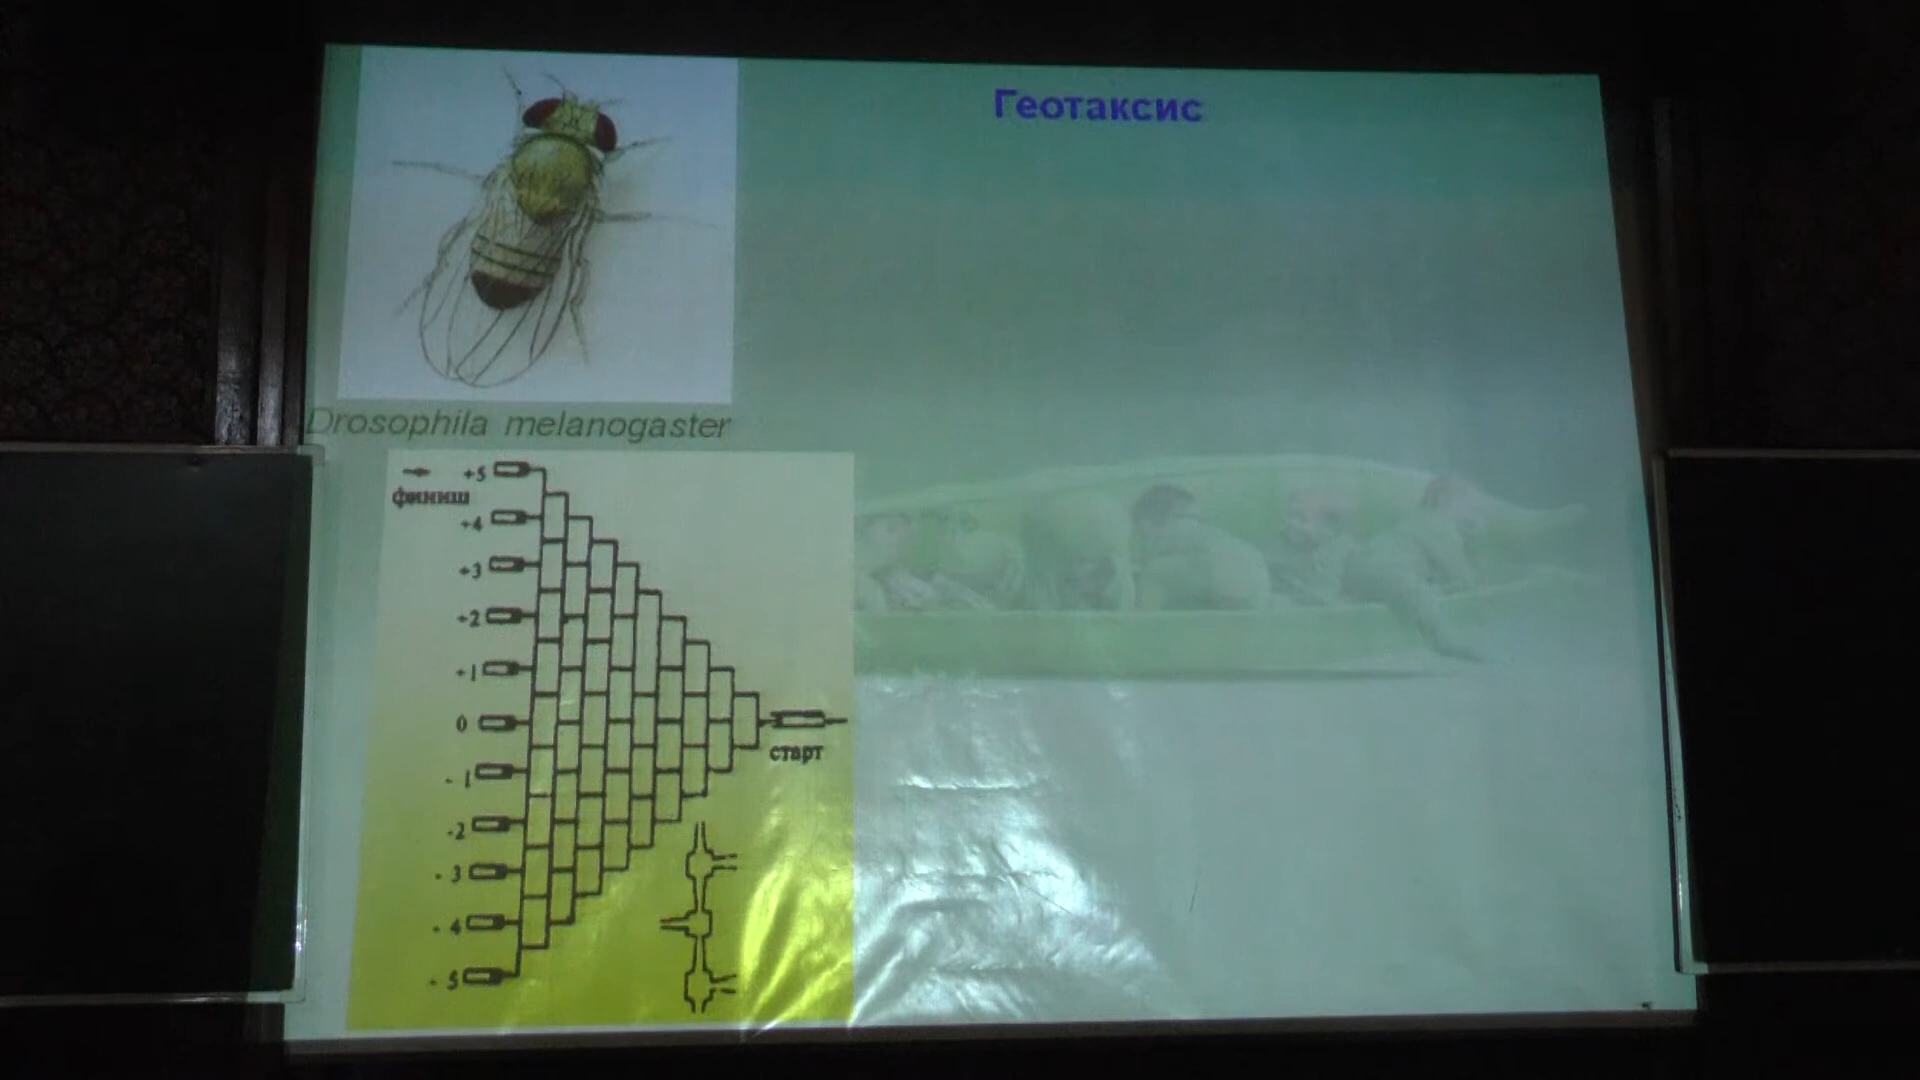 Геотаксис
Drosophila melanogaster
+5
финиш
+4
+3
+2
+1
0
старт
- 1
-2
- 3
- 4
- 5